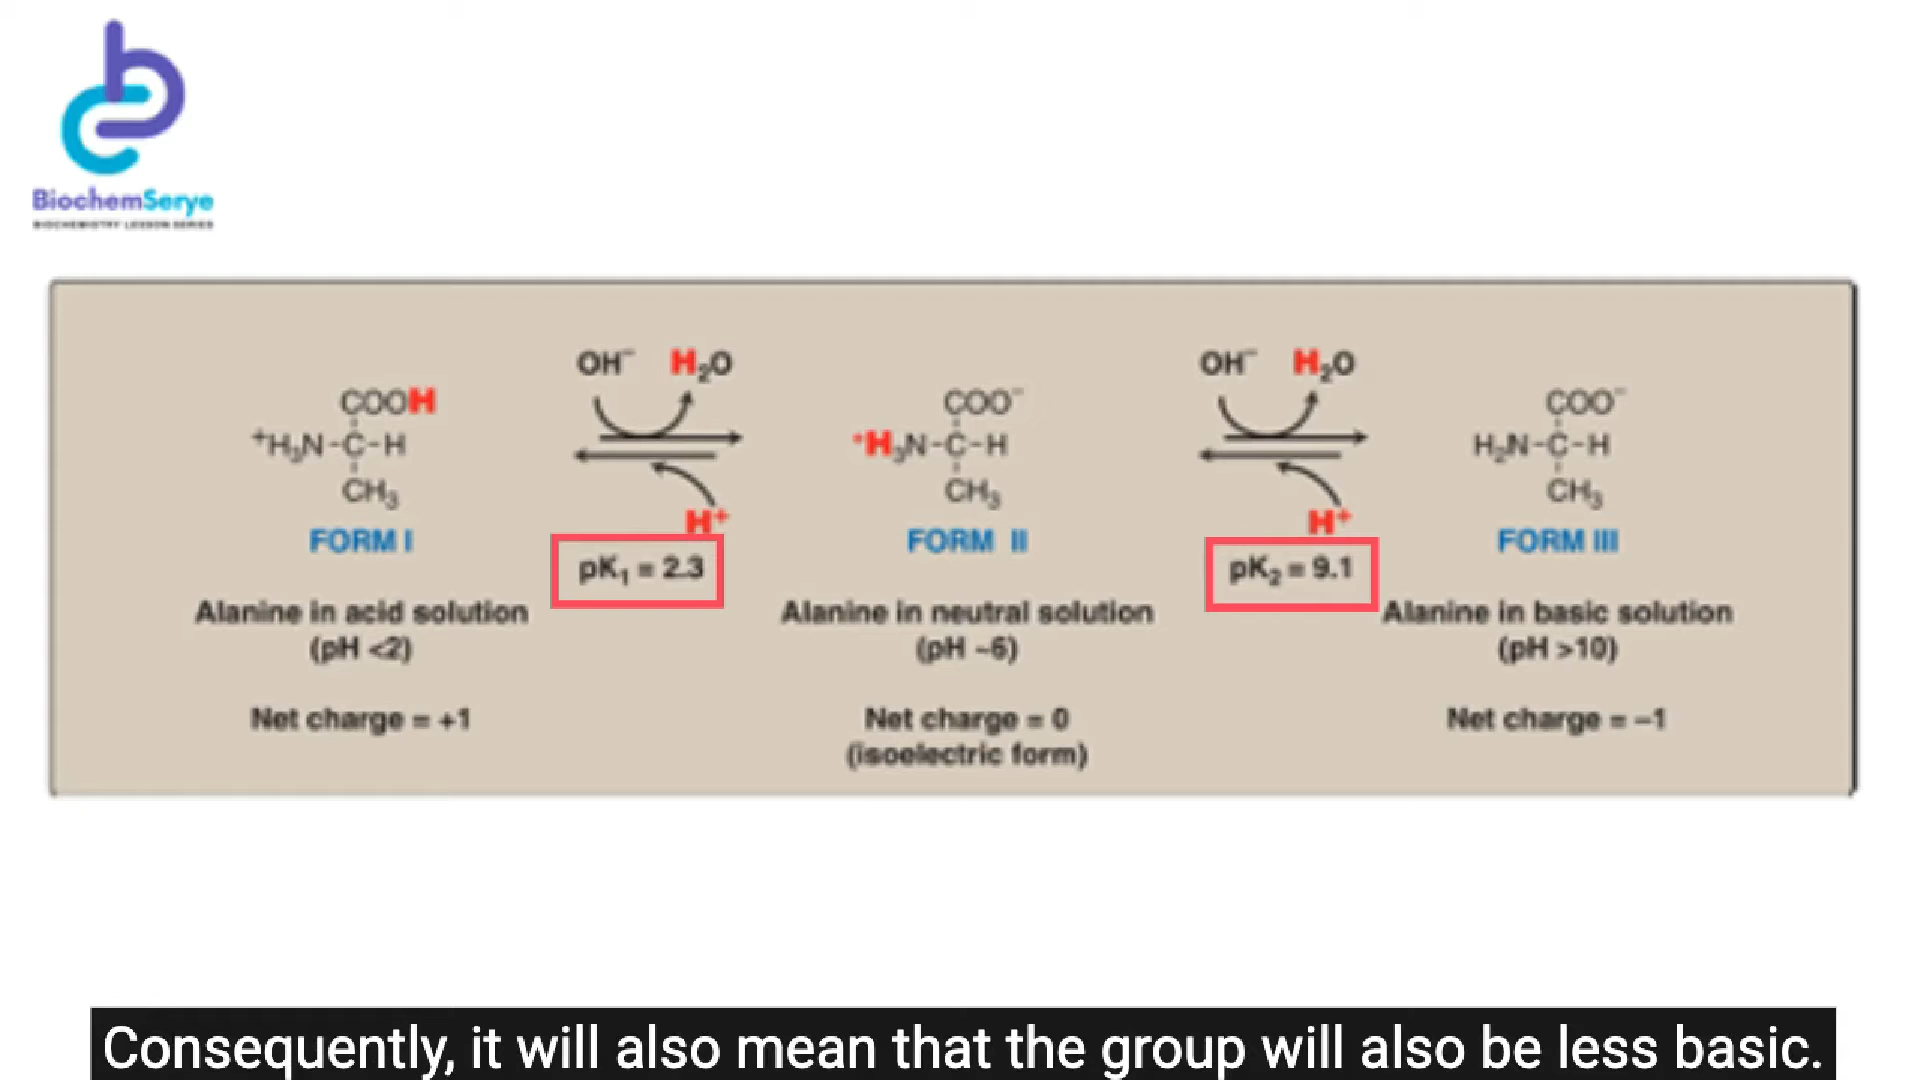 BiochemSerye
BIOCHEMISTRY LESSON SERIES
OH⁻ H₂O
OH⁻ H₂O
COOH
COO⁻
COO⁻
⁺H₃N-C-H
⁺H₃N-C-H
H₂N-C-H
CH₃
CH₃
CH₃
H⁺
H⁺
FORM I
FORM II
FORM III
pK₁ = 2.3
pK₂ = 9.1
Alanine in acid solution
(pH <2)
Alanine in neutral solution
(pH ~6)
Alanine in basic solution
(pH >10)
Net charge = +1
Net charge = 0
(isoelectric form)
Net charge = –1
Consequently, it will also mean that the group will also be less basic.